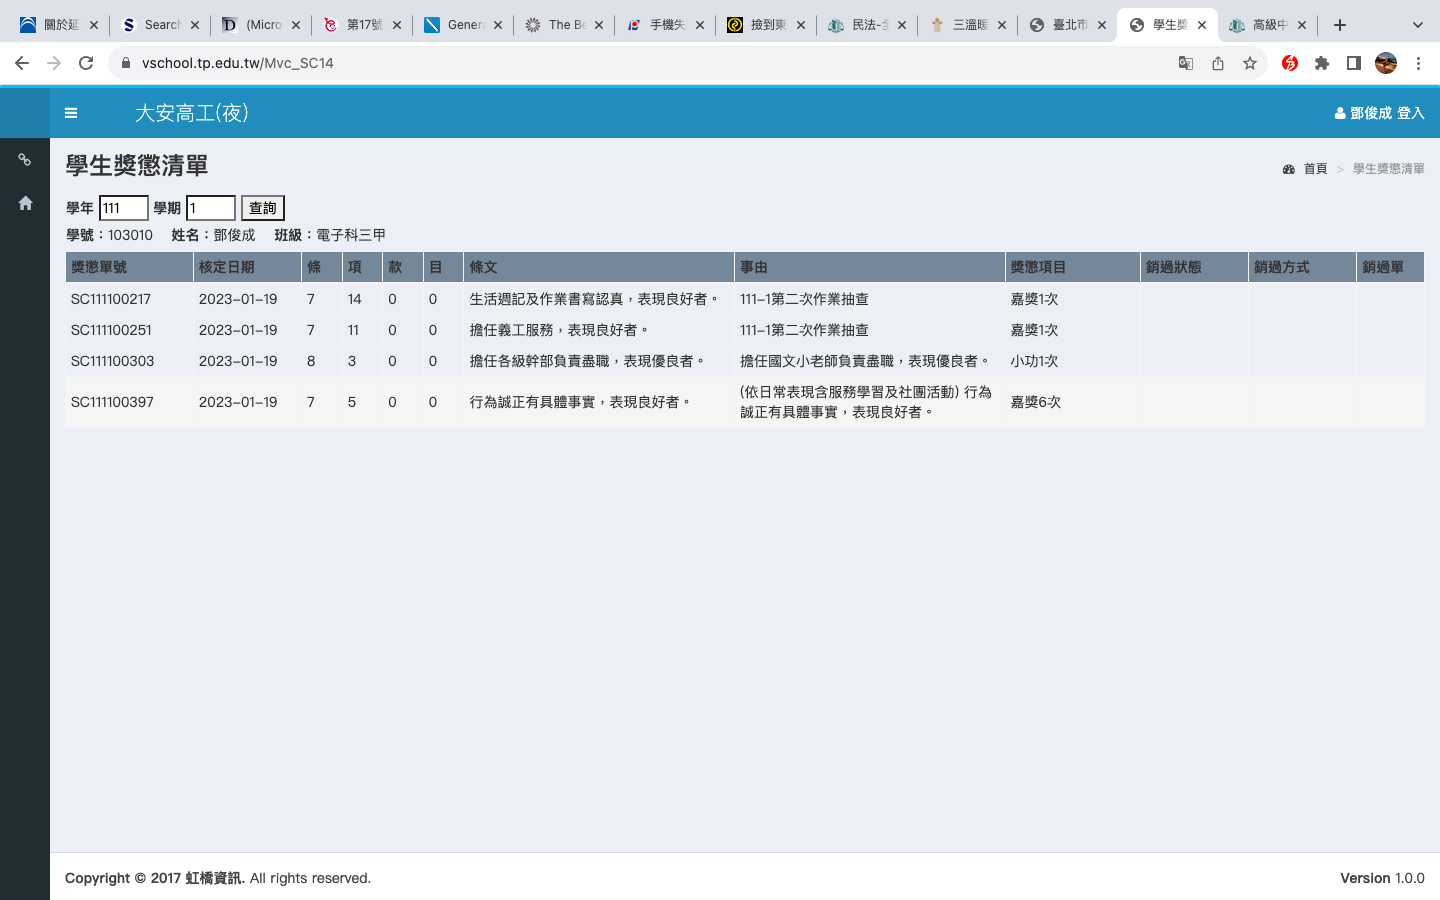 關於延
Search
(Micro
第17號
Genera
The Be
手機失
撿到東
民法-全
三溫暖
臺北市
學生獎
高級中
vschool.tp.edu.tw/Mvc_SC14
大安高工(夜)
鄧俊成 登入
學生獎懲清單
首頁 > 學生獎懲清單
學年 111 學期 1 查詢
學號：103010 姓名：鄧俊成 班級：電子科三甲
獎懲單號 核定日期 條 項 款 目 條文 事由 獎懲項目 銷過狀態 銷過方式 銷過單
SC111100217 2023-01-19 7 14 0 0 生活週記及作業書寫認真，表現良好者。 111-1第二次作業抽查 嘉獎1次
SC111100251 2023-01-19 7 11 0 0 擔任義工服務，表現良好者。 111-1第二次作業抽查 嘉獎1次
SC111100303 2023-01-19 8 3 0 0 擔任各級幹部負責盡職，表現優良者。 擔任國文小老師負責盡職，表現優良者。 小功1次
SC111100397 2023-01-19 7 5 0 0 行為誠正有具體事實，表現良好者。 (依日常表現含服務學習及社團活動) 行為
誠正有具體事實，表現良好者。 嘉獎6次
Copyright © 2017 虹橋資訊. All rights reserved.
Version 1.0.0